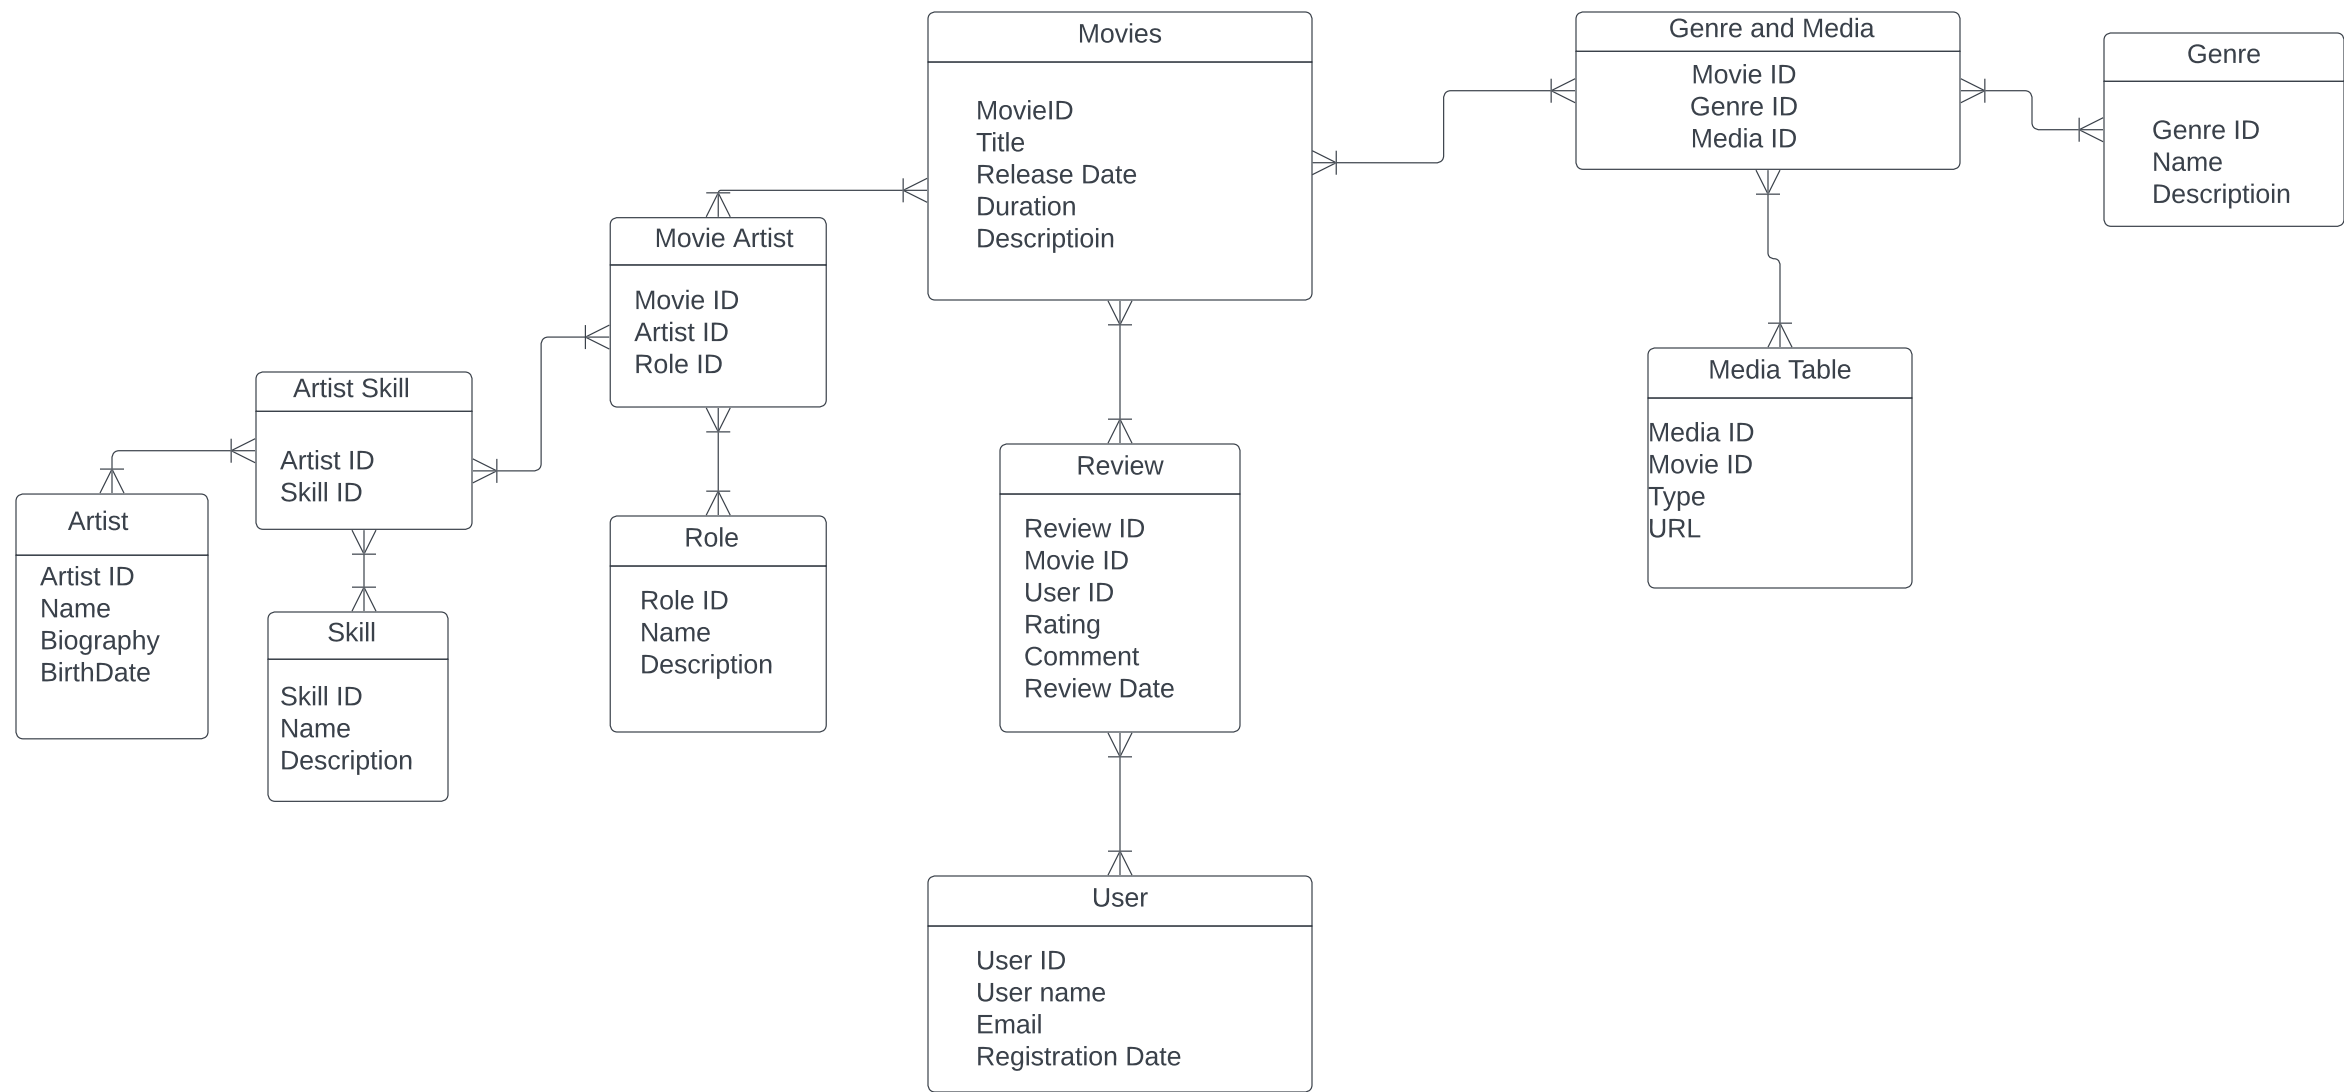 Movies
MovieID
Title
Release Date
Duration
Descriptioin
Genre and Media
Movie ID
Genre ID
Media ID
Genre
Genre ID
Name
Descriptioin
Movie Artist
Movie ID
Artist ID
Role ID
Artist Skill
Artist ID
Skill ID
Artist
Artist ID
Name
Biography
BirthDate
Skill
Skill ID
Name
Description
Role
Role ID
Name
Description
Review
Review ID
Movie ID
User ID
Rating
Comment
Review Date
Media Table
Media ID
Movie ID
Type
URL
User
User ID
User name
Email
Registration Date